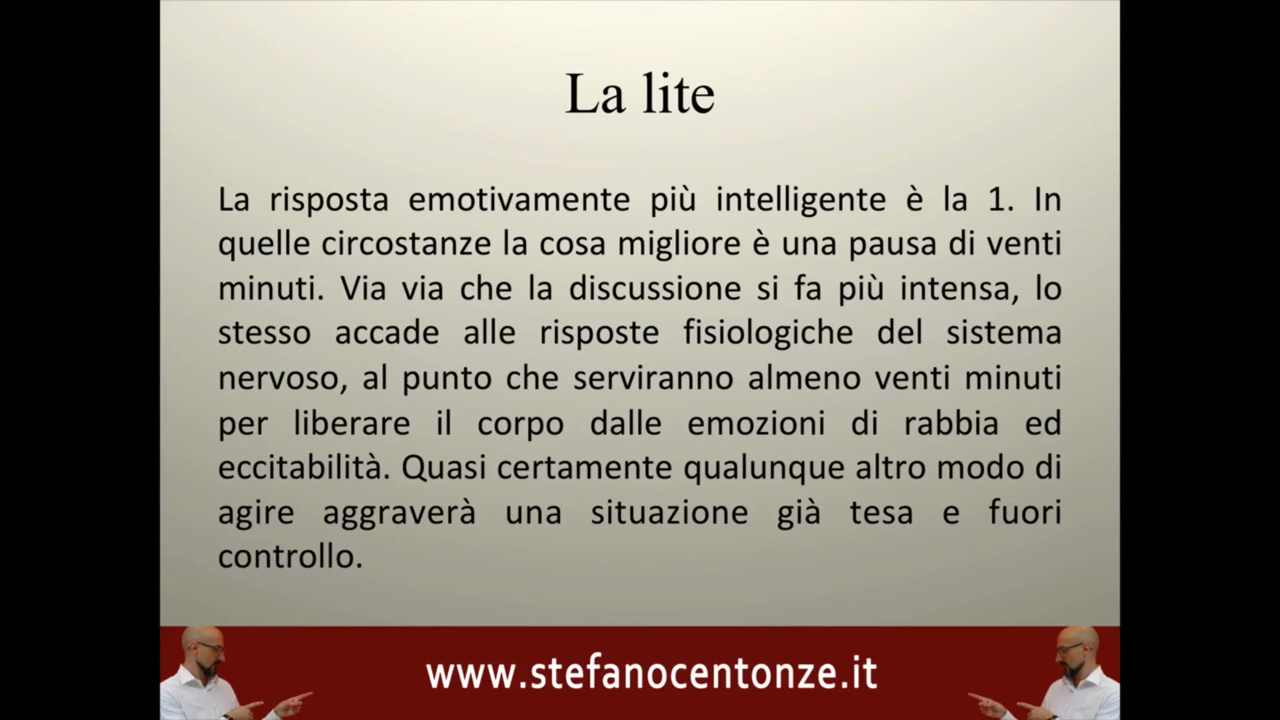 La lite
La risposta emotivamente più intelligente è la 1. In
quelle circostanze la cosa migliore è una pausa di venti
minuti. Via via che la discussione si fa più intensa, lo
stesso accade alle risposte fisiologiche del sistema
nervoso, al punto che serviranno almeno venti minuti
per liberare il corpo dalle emozioni di rabbia ed
eccitabilità. Quasi certamente qualunque altro modo di
agire aggraverà una situazione già tesa e fuori
controllo.
www.stefanocentonze.it